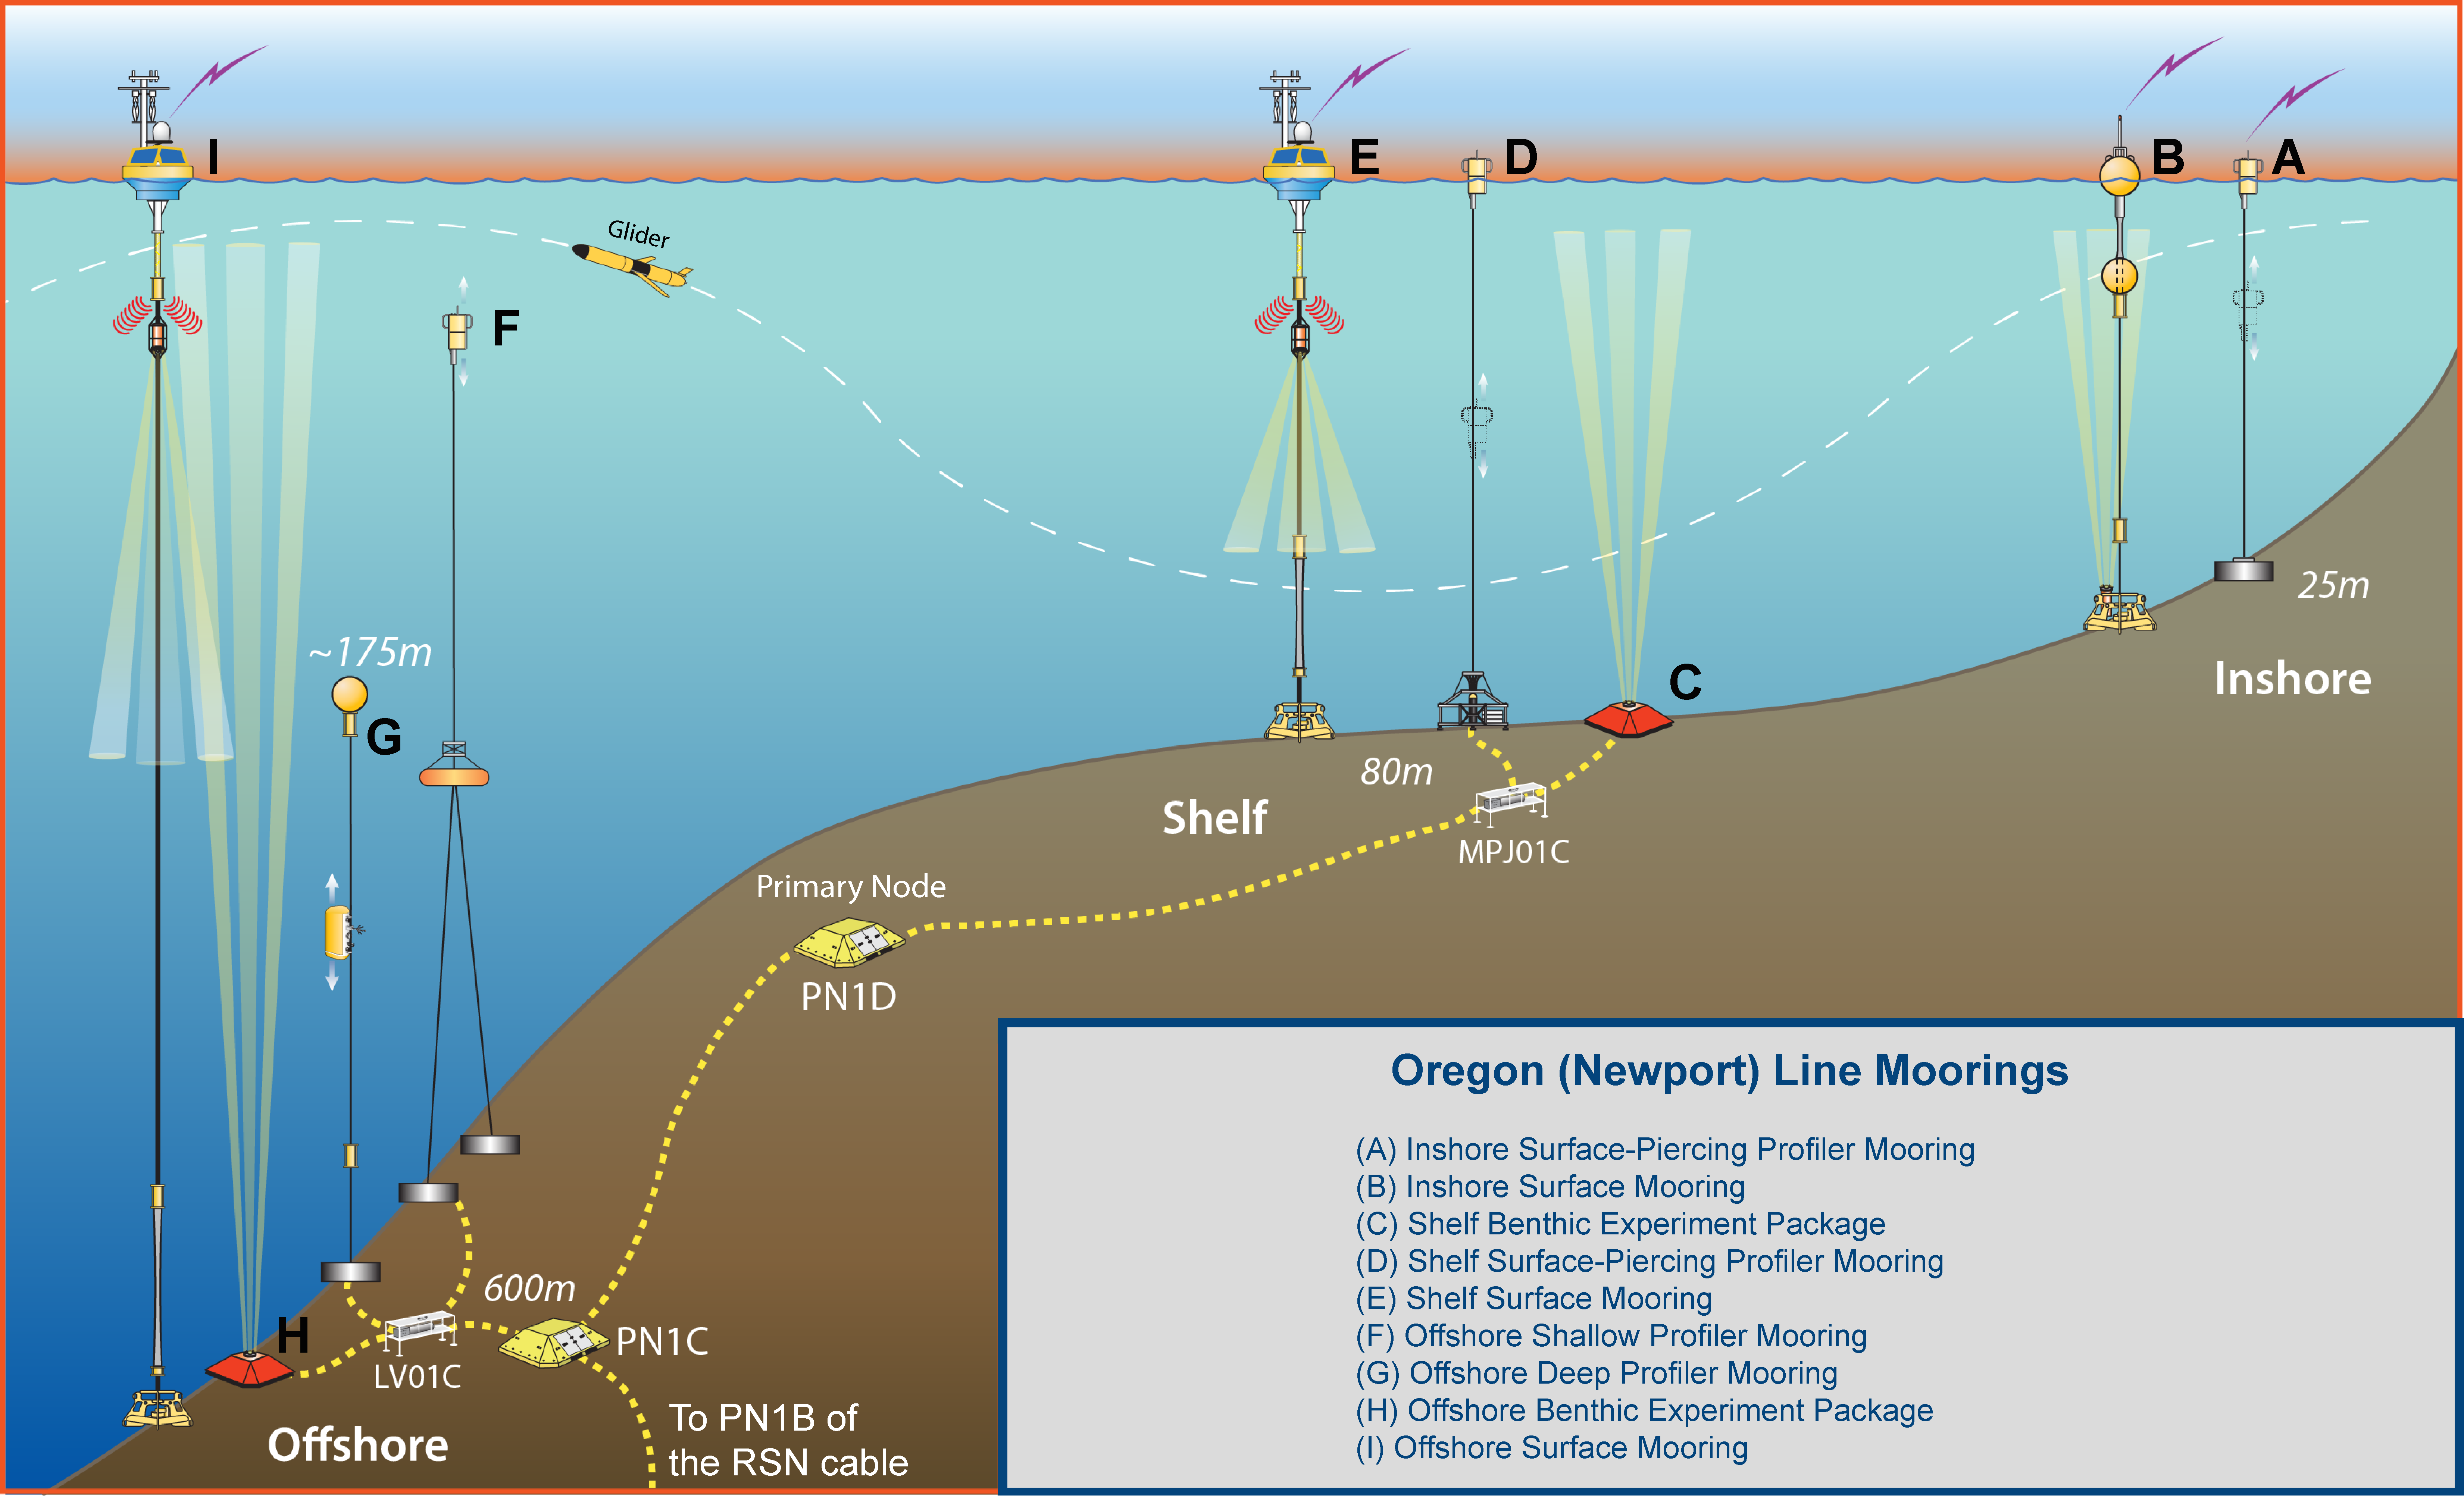 I
E
D
B
A
Glider
F
25m
~175m
Inshore
C
G
80m
Shelf
MPJ01C
Primary Node
PN1D
600m
H
PN1C
LV01C
To PN1B of
the RSN cable
Offshore
Oregon (Newport) Line Moorings
(A) Inshore Surface-Piercing Profiler Mooring
(B) Inshore Surface Mooring
(C) Shelf Benthic Experiment Package
(D) Shelf Surface-Piercing Profiler Mooring
(E) Shelf Surface Mooring
(F) Offshore Shallow Profiler Mooring
(G) Offshore Deep Profiler Mooring
(H) Offshore Benthic Experiment Package
(I) Offshore Surface Mooring